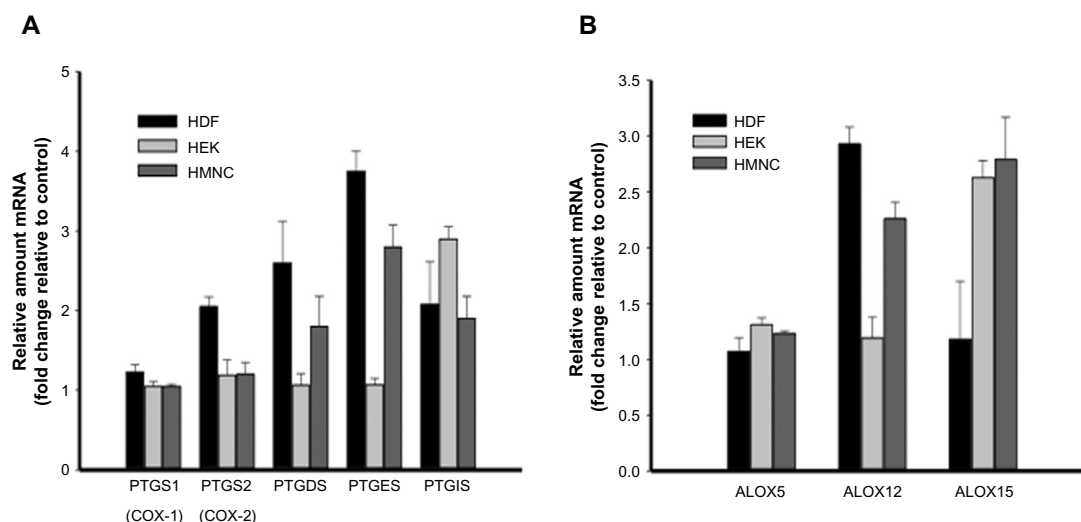 A
Relative amount mRNA
(fold change relative to control)
5
4
3
2
1
0
HDF
HEK
HMNC
PTGS1 PTGS2 PTGDS PTGES PTGIS
(COX-1) (COX-2)
B
Relative amount mRNA
(fold change relative to control)
3.5
3.0
2.5
2.0
1.5
1.0
0.5
0.0
HDF
HEK
HMNC
ALOX5 ALOX12 ALOX15